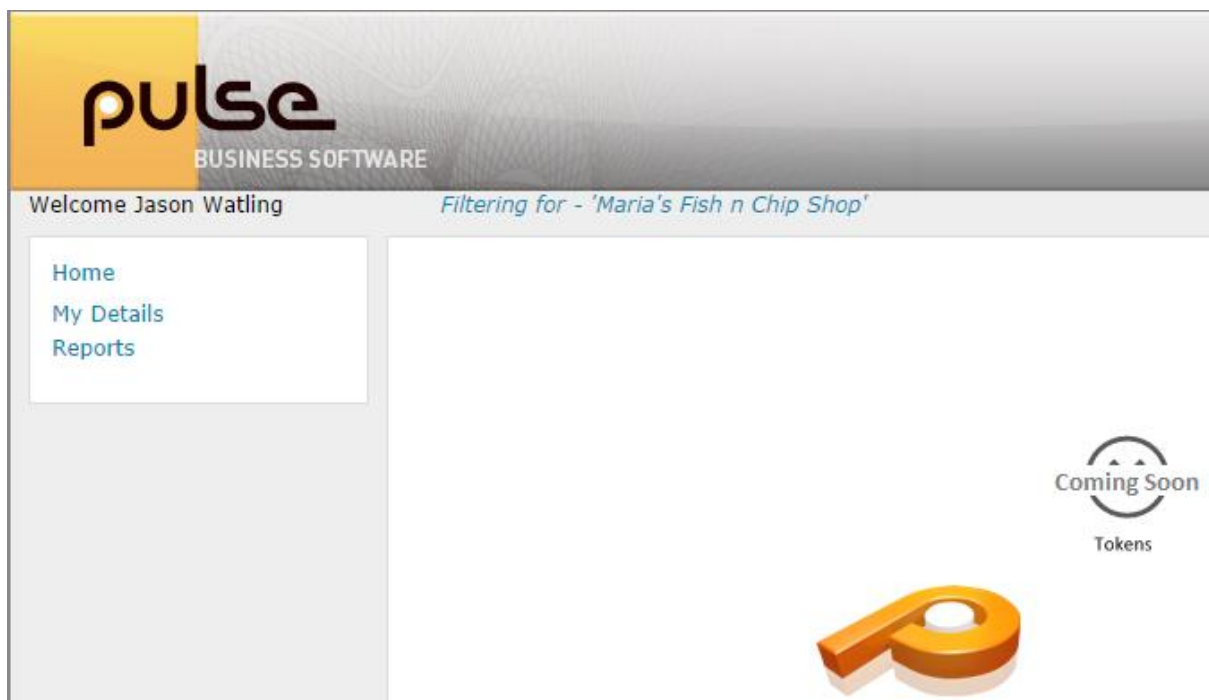 pulse
BUSINESS SOFTWARE
Welcome Jason Watling
Filtering for - 'Maria's Fish n Chip Shop'
Home
My Details
Reports
Coming Soon
Tokens